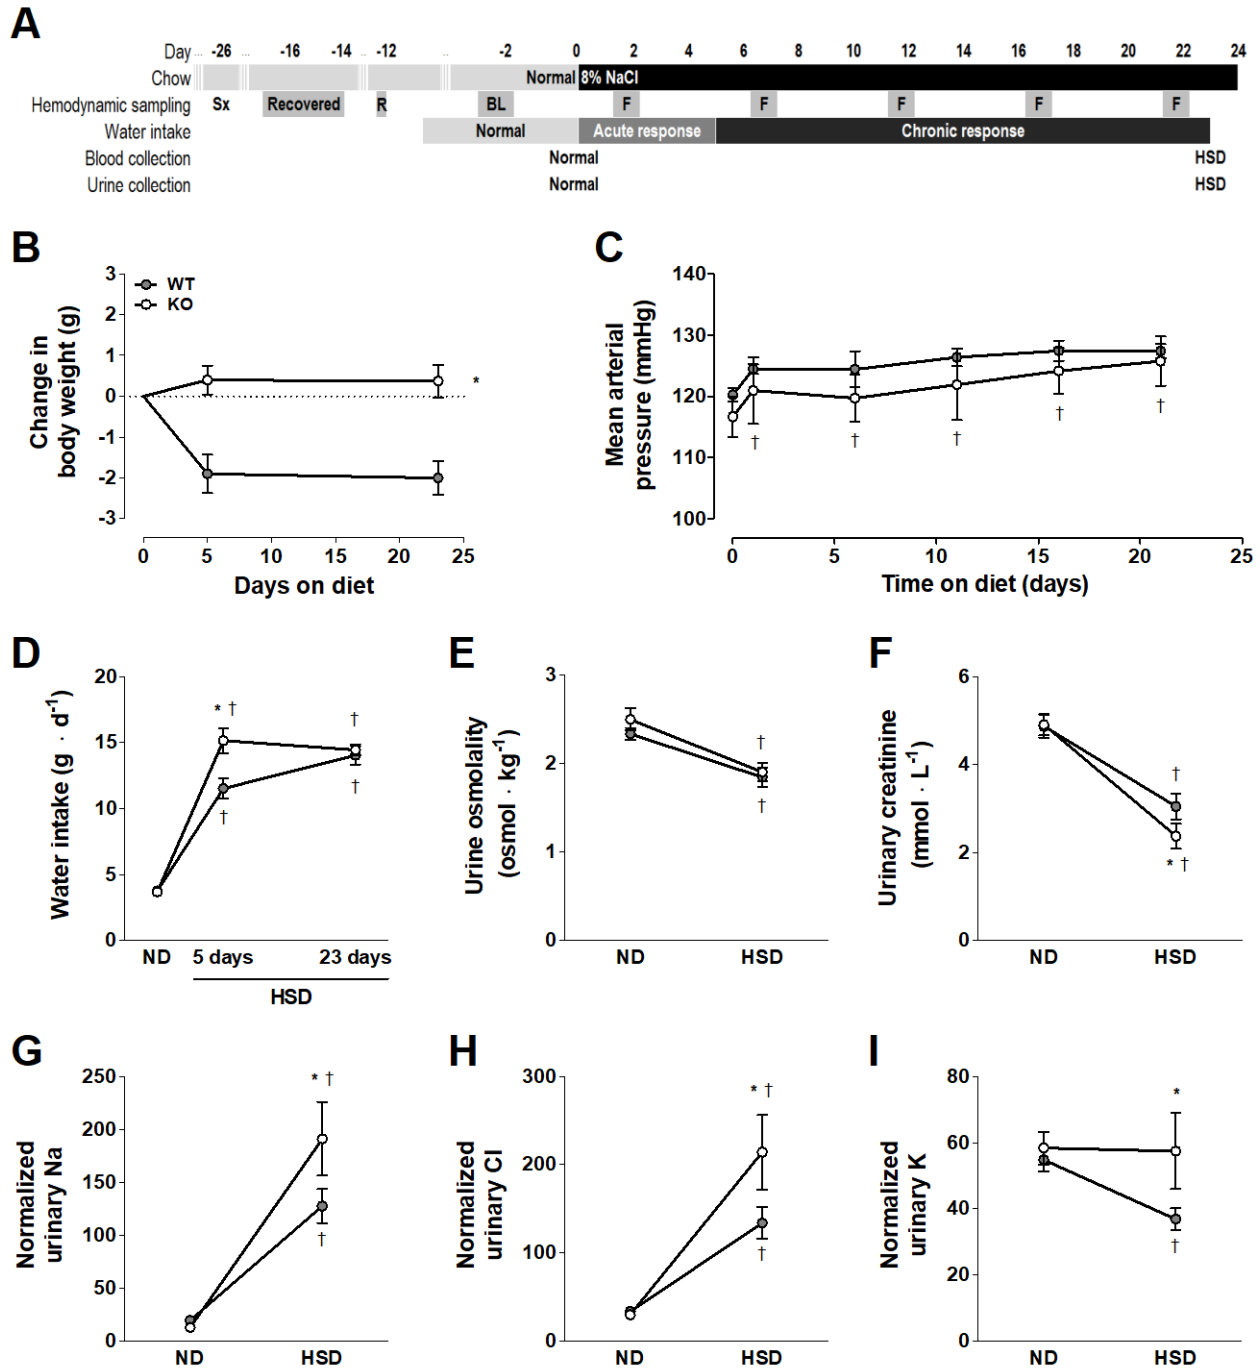 A
Day ... -26 ... -16 -14 .. -12 .. -2 0 2 4 6 8 10 12 14 16 18 20 22 24
Chow Normal 8% NaCl
Hemodynamic sampling Sx Recovered R BL F F F F F
Water intake Normal Acute response Chronic response
Blood collection Normal HSD
Urine collection Normal HSD
B
Change in
body weight (g)
3
2
1
0
-1
-2
-3
WT
KO
*
0 5 10 15 20 25
Days on diet
C
Mean arterial
pressure (mmHg)
140
130
120
110
100
† † † † †
0 5 10 15 20 25
Time on diet (days)
D
Water intake (g · d-1)
20
15
10
5
0
* † †
† †
ND 5 days 23 days
HSD
E
Urine osmolality
(osmol · kg-1)
3
2
1
0
†
†
ND HSD
F
Urinary creatinine
(mmol · L-1)
6
4
2
0
†
* †
ND HSD
G
Normalized
urinary Na
250
200
150
100
50
0
* †
†
ND HSD
H
Normalized
urinary Cl
300
200
100
0
* †
†
ND HSD
I
Normalized
urinary K
80
60
40
20
0
*
†
ND HSD